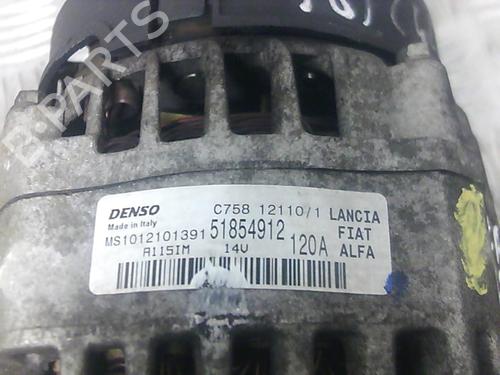 DENSO
Made in Italy
C758 12110/1
LANCIA
MS1012101391
51854912
FIAT
A115IM
14V
120A
ALFA
B-PARTS